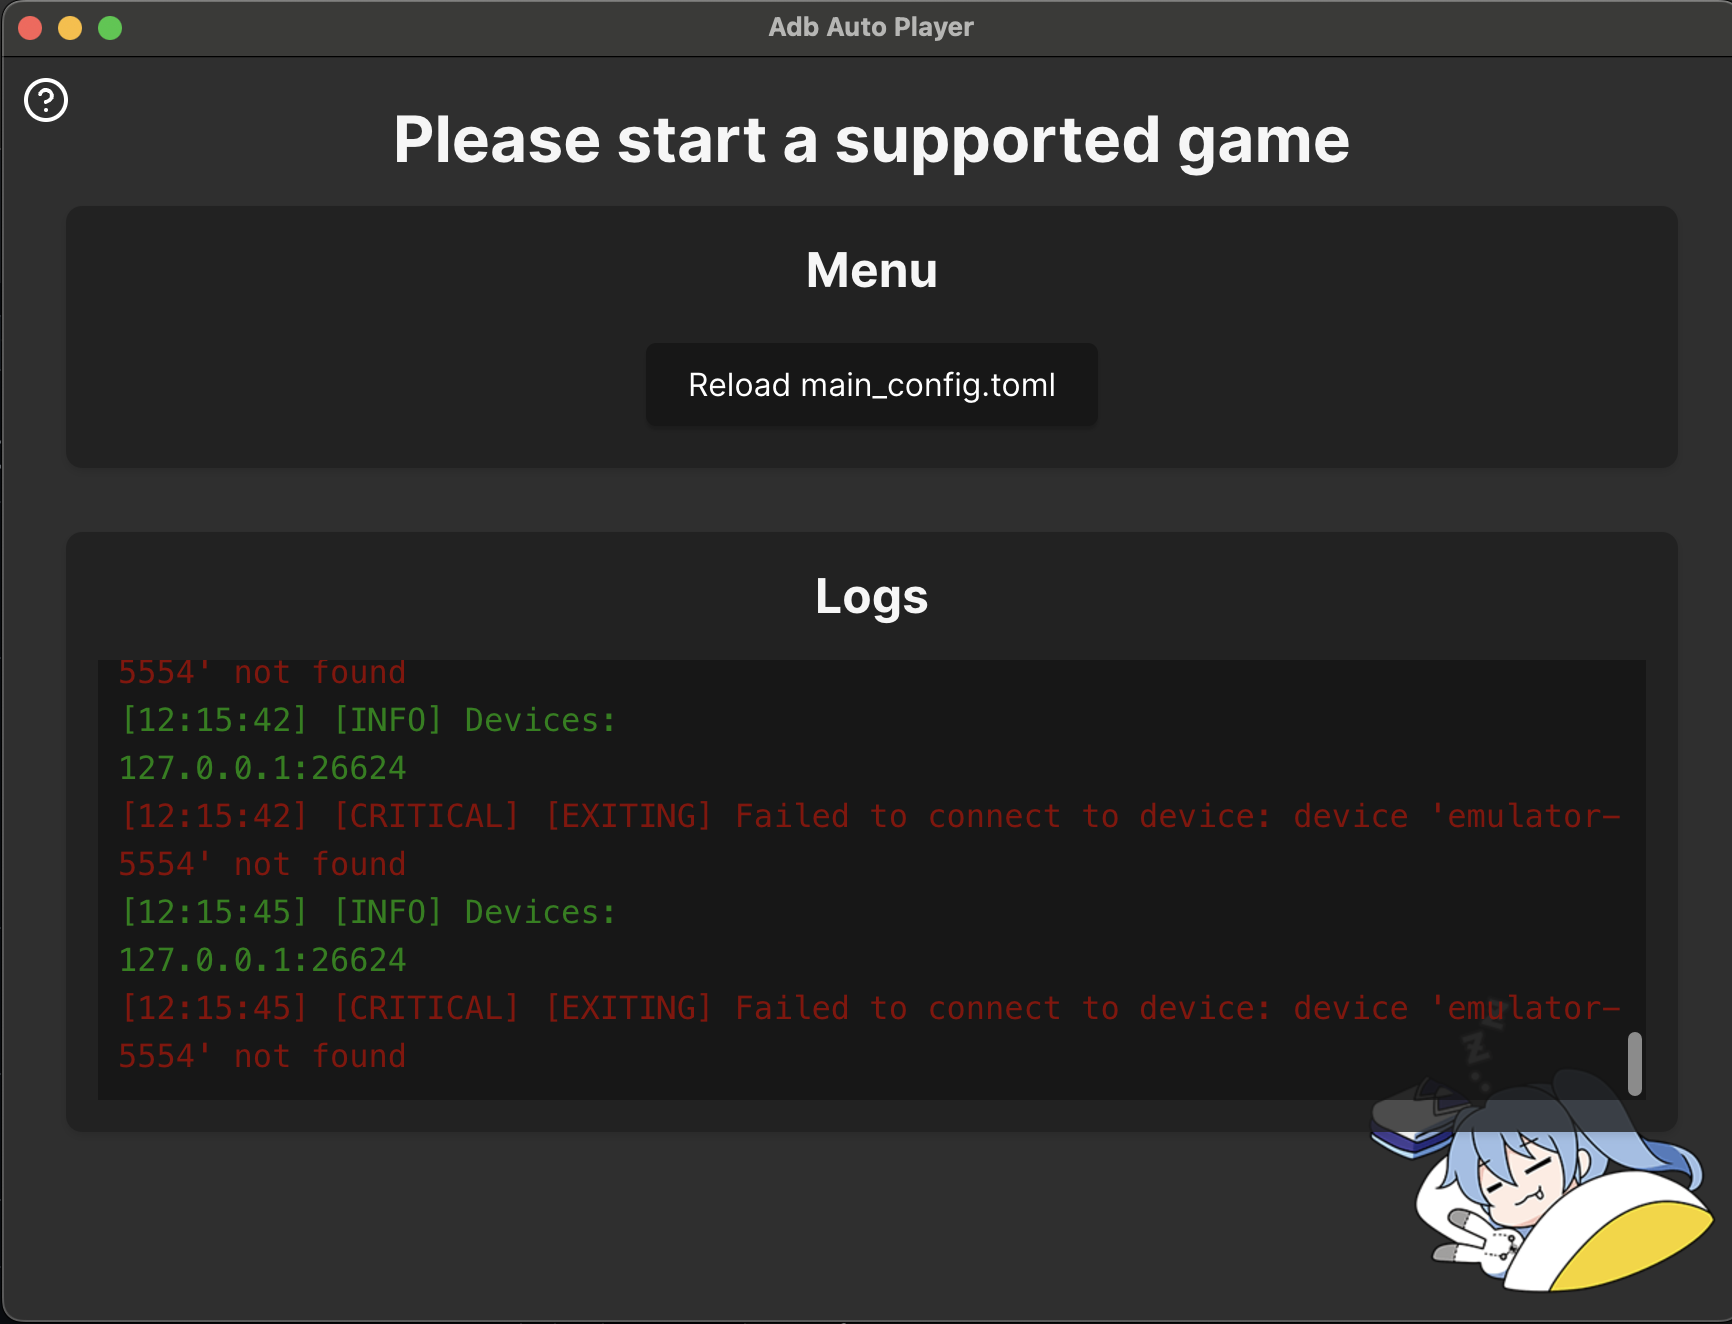 Adb Auto Player
Please start a supported game
Menu
Reload main_config.toml
Logs
5554' not found
[12:15:42] [INFO] Devices:
127.0.0.1:26624
[12:15:42] [CRITICAL] [EXITING] Failed to connect to device: device 'emulator-
5554' not found
[12:15:45] [INFO] Devices:
127.0.0.1:26624
[12:15:45] [CRITICAL] [EXITING] Failed to connect to device: device 'emulator-
5554' not found